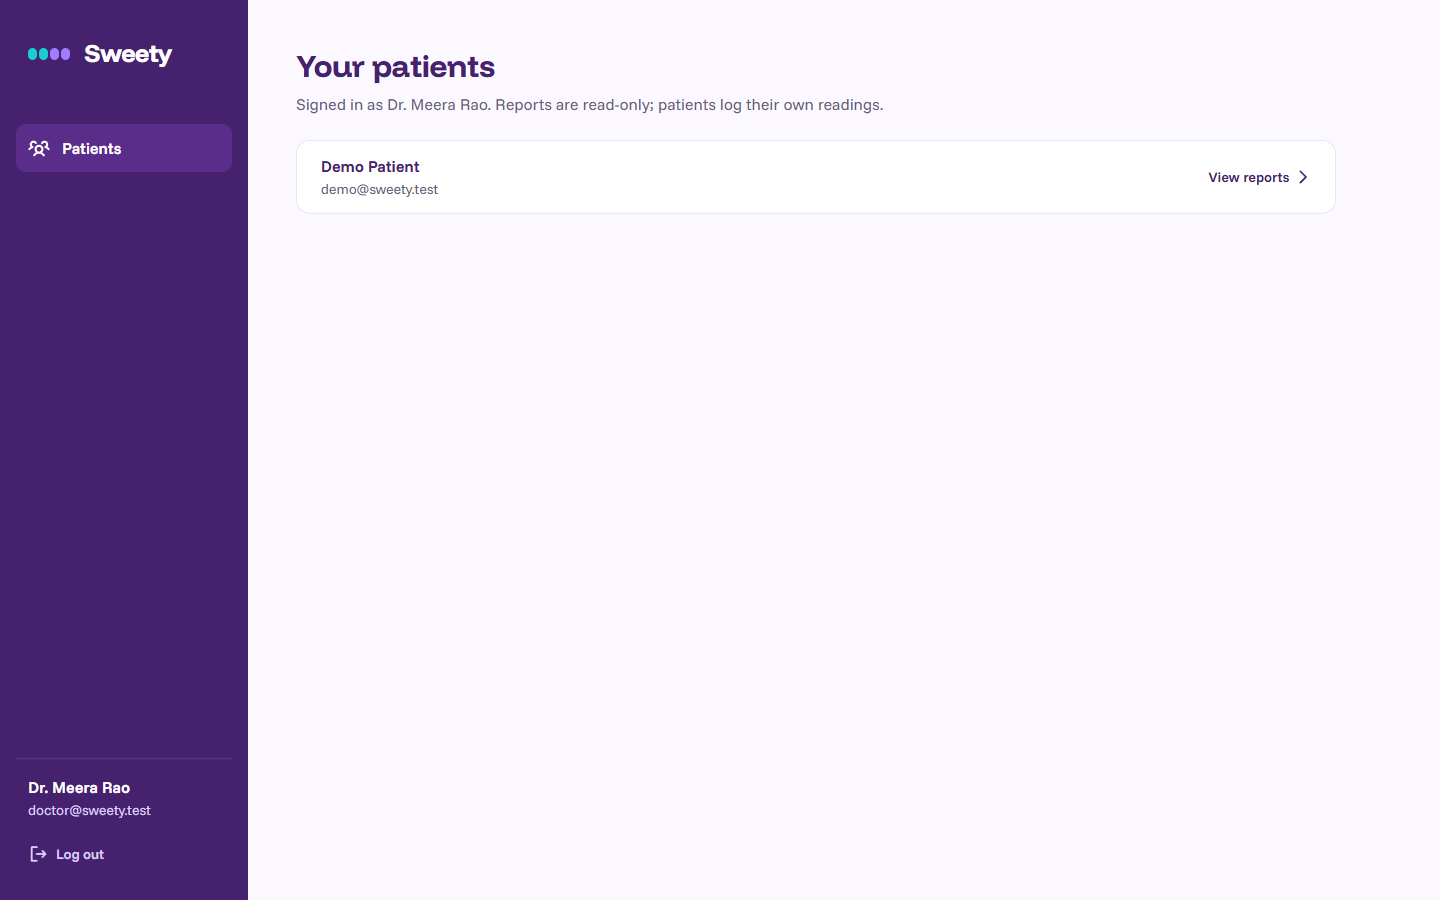 Sweety
Patients
Your patients
Signed in as Dr. Meera Rao. Reports are read-only; patients log their own readings.
Demo Patient
demo@sweety.test
View reports
Dr. Meera Rao
doctor@sweety.test
Log out